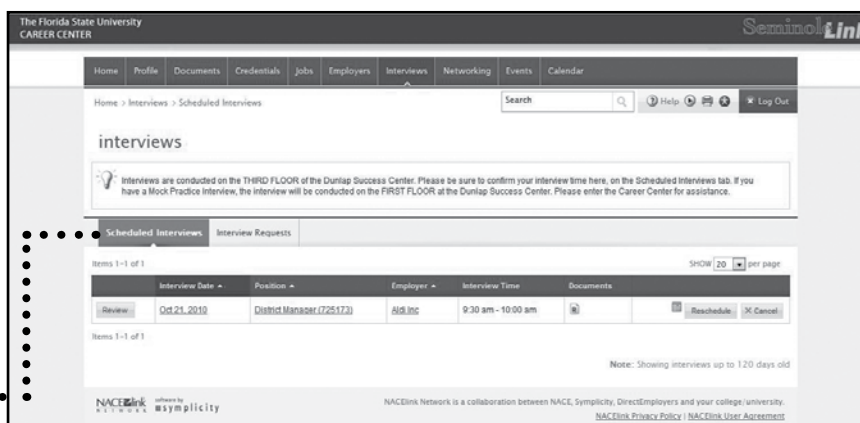 The Florida State University
CAREER CENTER
SeminoleLink
Home Profile Documents Credentials Jobs Employers Interviews Networking Events Calendar
Home > Interviews > Scheduled Interviews
Search
Help
Log Out
interviews
Interviews are conducted on the THIRD FLOOR of the Dunlap Success Center. Please be sure to confirm your interview time here, on the Scheduled Interviews tab. If you
have a Mock Practice Interview, the interview will be conducted on the FIRST FLOOR at the Dunlap Success Center. Please enter the Career Center for assistance.
Scheduled Interviews Interview Requests
Items 1-1 of 1
SHOW 20 per page
Interview Date Position Employer Interview Time Documents
Review Oct 21, 2010 District Manager (725173) Aldi Inc 9:30 am - 10:00 am Reschedule X Cancel
Items 1-1 of 1
Note: Showing interviews up to 120 days old
NACElink NETWORK software by symplicity
NACElink Network is a collaboration between NACE, Symplicity, DirectEmployers and your college/university.
NACElink Privacy Policy | NACElink User Agreement